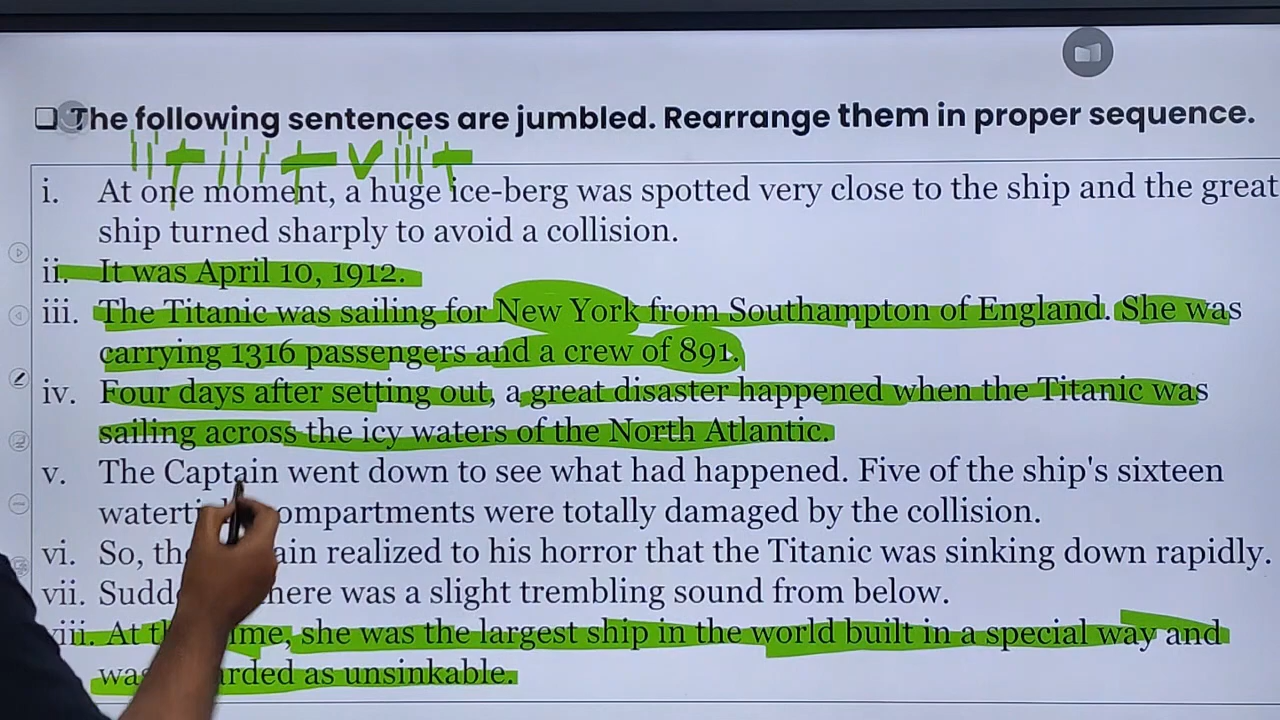 ❑ The following sentences are jumbled. Rearrange them in proper sequence.
ii + iii + v iii +
i. At one moment, a huge ice-berg was spotted very close to the ship and the great
ship turned sharply to avoid a collision.
ii. It was April 10, 1912.
iii. The Titanic was sailing for New York from Southampton of England. She was
carrying 1316 passengers and a crew of 891.
iv. Four days after setting out, a great disaster happened when the Titanic was
sailing across the icy waters of the North Atlantic.
v. The Captain went down to see what had happened. Five of the ship's sixteen
compartments were totally damaged by the collision.
vi. So, realized to his horror that the Titanic was sinking down rapidly.
vii. there was a slight trembling sound from below.
viii. At she was the largest ship in the world built in a special way and
as unsinkable.